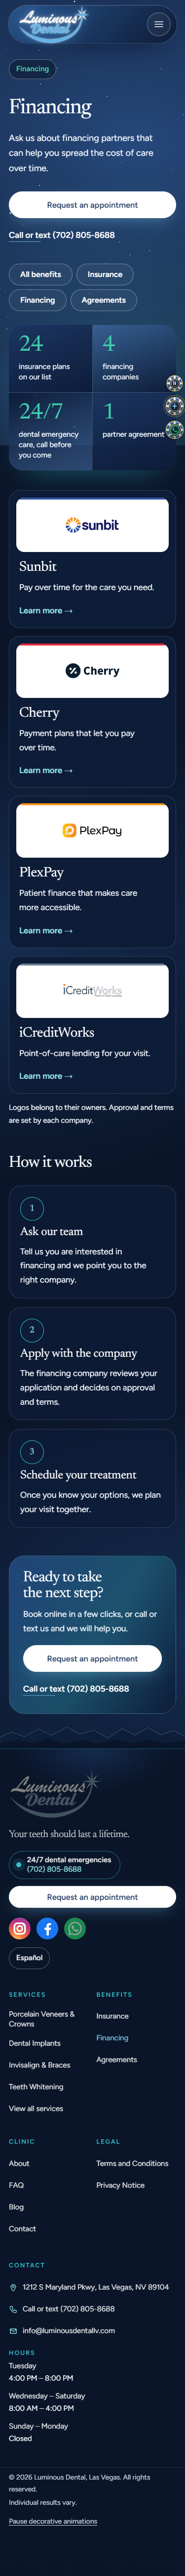 Luminous
Dental
Financing
Financing
Ask us about financing partners that
can help you spread the cost of care
over time.
Request an appointment
Call or text (702) 805-8688
All benefits
Insurance
Financing
Agreements
24
insurance plans
on our list
4
financing
companies
24/7
dental emergency
care, call before
you come
1
partner agreement
sunbit
Sunbit
Pay over time for the care you need.
Learn more →
Cherry
Cherry
Payment plans that let you pay
over time.
Learn more →
PlexPay
PlexPay
Patient finance that makes care
more accessible.
Learn more →
iCreditWorks
iCreditWorks
Point-of-care lending for your visit.
Learn more →
Logos belong to their owners. Approval and terms
are set by each company.
How it works
1
Ask our team
Tell us you are interested in
financing and we point you to the
right company.
2
Apply with the company
The financing company reviews your
application and decides on approval
and terms.
3
Schedule your treatment
Once you know your options, we plan
your visit together.
Ready to take
the next step?
Book online in a few clicks, or call or
text us and we will help you.
Request an appointment
Call or text (702) 805-8688
Luminous
Dental
Your teeth should last a lifetime.
24/7 dental emergencies
(702) 805-8688
Request an appointment
Español
SERVICES
Porcelain Veneers &
Crowns
Dental Implants
Invisalign & Braces
Teeth Whitening
View all services
BENEFITS
Insurance
Financing
Agreements
CLINIC
About
FAQ
Blog
Contact
LEGAL
Terms and Conditions
Privacy Notice
CONTACT
1212 S Maryland Pkwy, Las Vegas, NV 89104
Call or text (702) 805-8688
info@luminousdentallv.com
HOURS
Tuesday
4:00 PM – 8:00 PM
Wednesday – Saturday
8:00 AM – 4:00 PM
Sunday – Monday
Closed
© 2026 Luminous Dental, Las Vegas. All rights
reserved.
Individual results vary.
Pause decorative animations